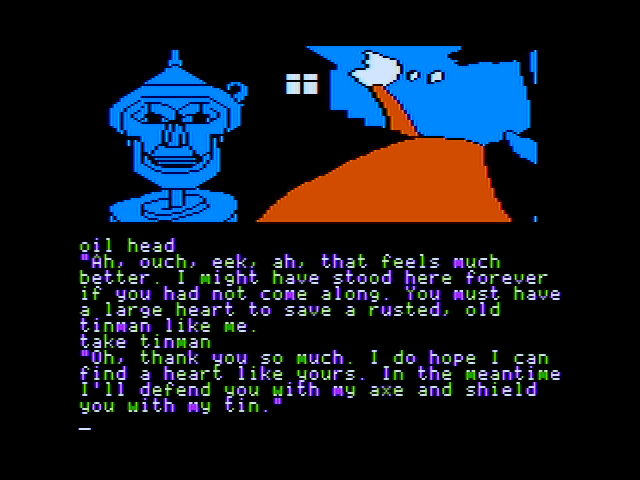 oil head
"Ah, ouch, eek, ah, that feels much
better. I might have stood here forever
if you had not come along. You must have
a large heart to save a rusted, old
tinman like me.
take tinman
"Oh, thank you so much. I do hope I can
find a heart like yours. In the meantime
I'll defend you with my axe and shield
you with my tin."